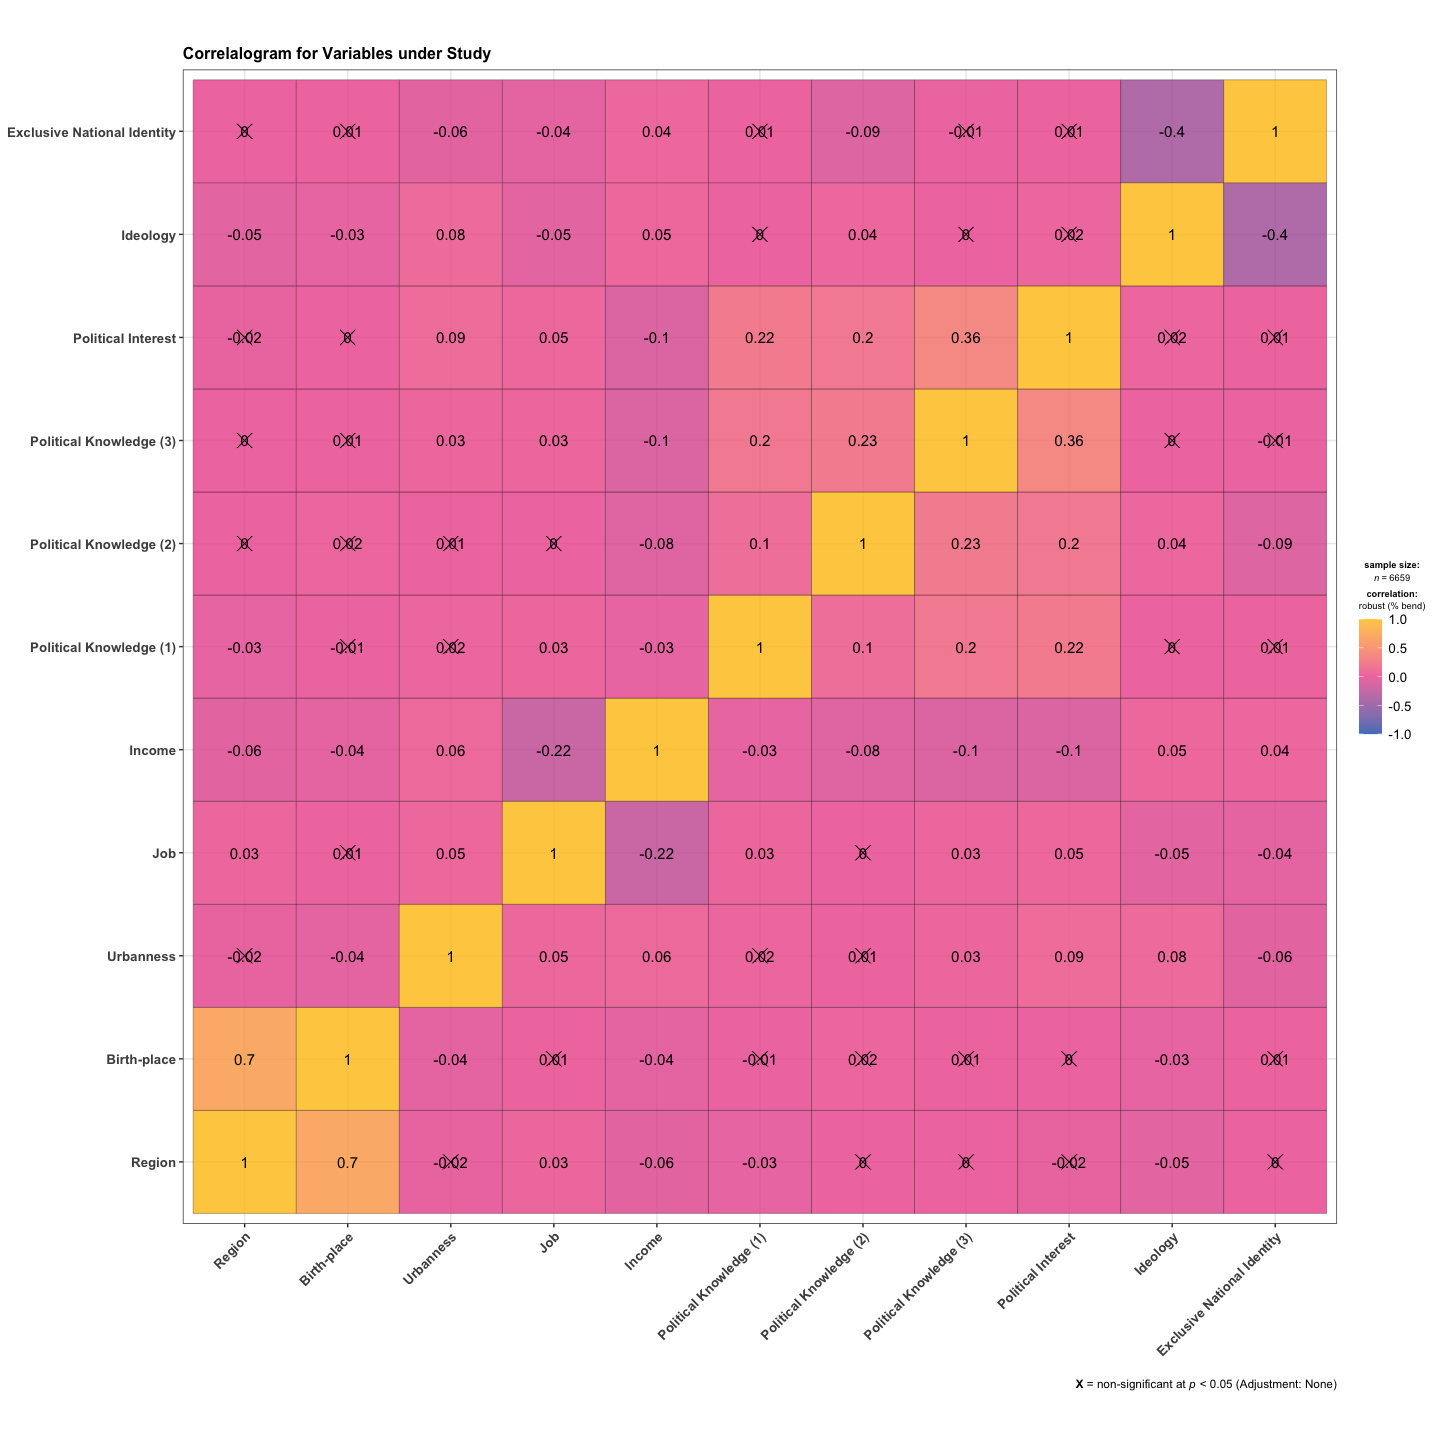 Correlalogram for Variables under Study
Exclusive National Identity 0 0.01 -0.06 -0.04 0.04 0.01 -0.09 -0.01 0.01 -0.4 1
Ideology -0.05 -0.03 0.08 -0.05 0.05 0 0.04 0 0.02 1 -0.4
Political Interest -0.02 0 0.09 0.05 -0.1 0.22 0.2 0.36 1 0.02 0.01
Political Knowledge (3) 0 0.01 0.03 0.03 -0.1 0.2 0.23 1 0.36 0 -0.01
Political Knowledge (2) 0 0.02 0.01 0 -0.08 0.1 1 0.23 0.2 0.04 -0.09
Political Knowledge (1) -0.03 -0.01 0.02 0.03 -0.03 1 0.1 0.2 0.22 0 0.01
Income -0.06 -0.04 0.06 -0.22 1 -0.03 -0.08 -0.1 -0.1 0.05 0.04
Job 0.03 0.01 0.05 1 -0.22 0.03 0 0.03 0.05 -0.05 -0.04
Urbanness -0.02 -0.04 1 0.05 0.06 0.02 0.01 0.03 0.09 0.08 -0.06
Birth-place 0.7 1 -0.04 0.01 -0.04 -0.01 0.02 0.01 0 -0.03 0.01
Region 1 0.7 -0.02 0.03 -0.06 -0.03 0 0 -0.02 -0.05 0
Region
Birth-place
Urbanness
Job
Income
Political Knowledge (1)
Political Knowledge (2)
Political Knowledge (3)
Political Interest
Ideology
Exclusive National Identity
sample size:
n = 6659
correlation:
robust (% bend)
1.0
0.5
0.0
-0.5
-1.0
X = non-significant at p < 0.05 (Adjustment: None)